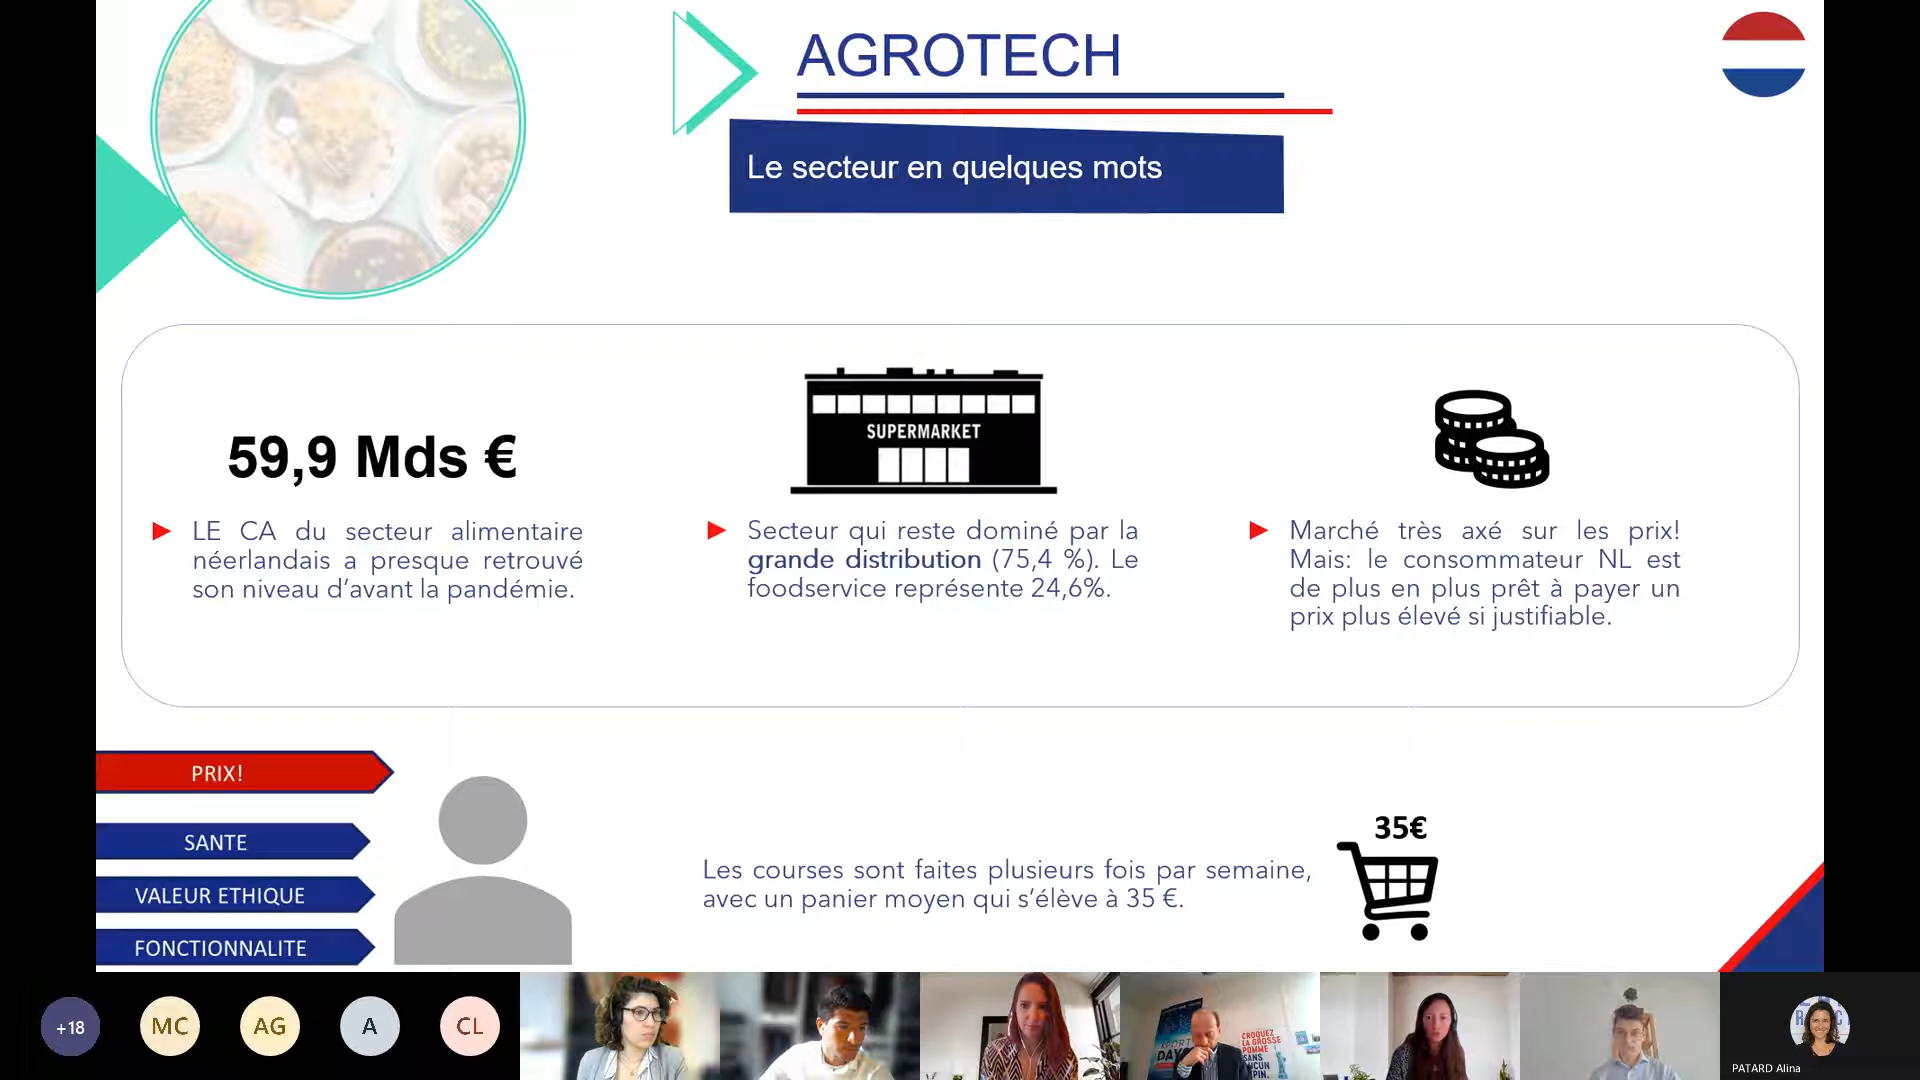 AGROTECH
Le secteur en quelques mots
59,9 Mds €
LE CA du secteur alimentaire
néerlandais a presque retrouvé
son niveau d’avant la pandémie.
SUPERMARKET
Secteur qui reste dominé par la
grande distribution (75,4 %). Le
foodservice représente 24,6%.
Marché très axé sur les prix!
Mais: le consommateur NL est
de plus en plus prêt à payer un
prix plus élevé si justifiable.
PRIX!
SANTE
VALEUR ETHIQUE
FONCTIONNALITE
Les courses sont faites plusieurs fois par semaine,
avec un panier moyen qui s’élève à 35 €.
35€
+18
MC
AG
A
CL
CROQUEZ
LA GROSSE
POMME
SANS
PATARD Alina